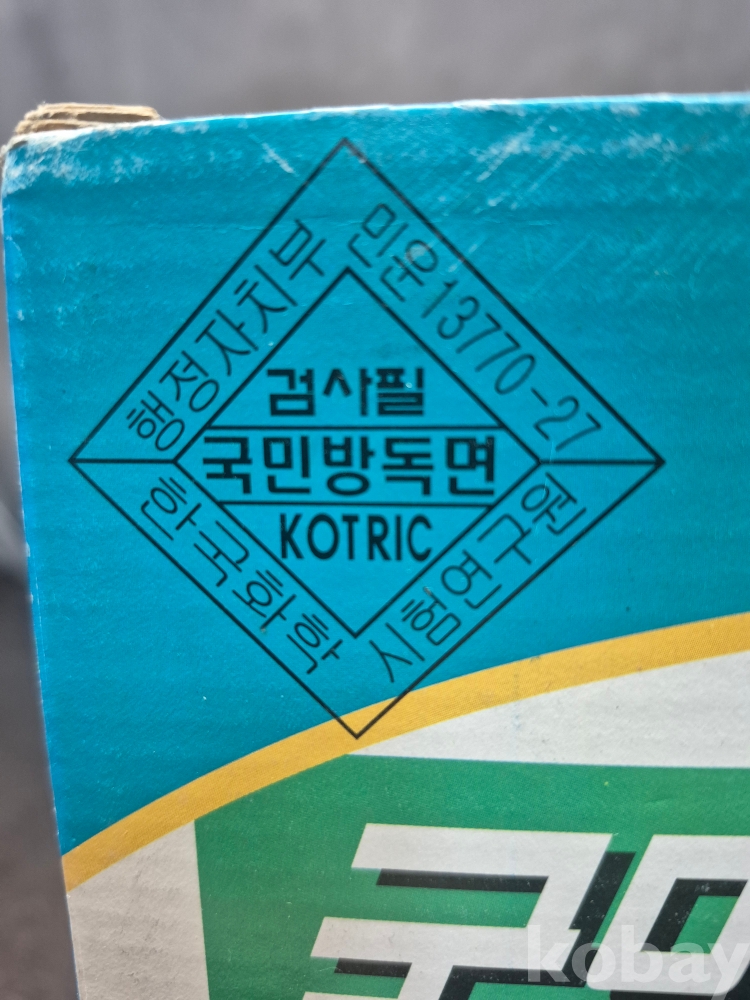 행정자치부
민운13770-27
검사필
국민방독면
KOTRIC
한국화학
시험연구원
kobay